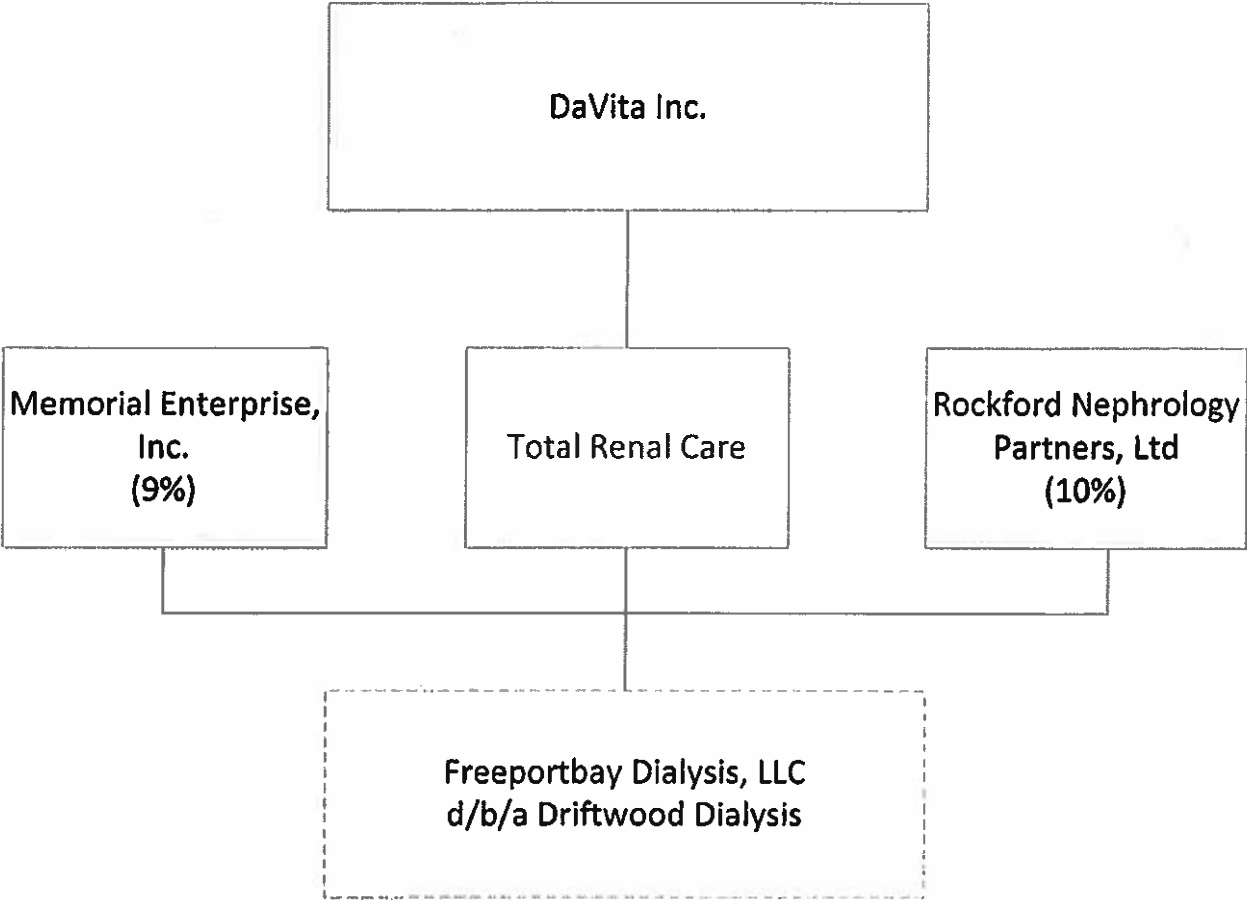 DaVita Inc.
Memorial Enterprise,
Inc.
(9%)
Total Renal Care
Rockford Nephrology
Partners, Ltd
(10%)
Freeportbay Dialysis, LLC
d/b/a Driftwood Dialysis